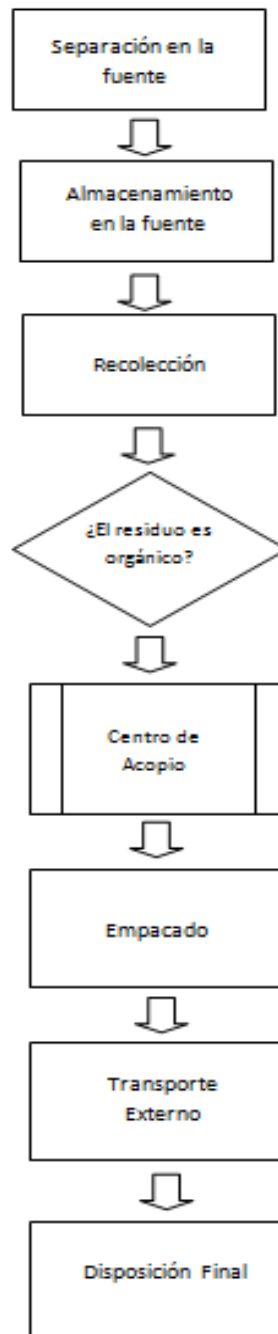 Separación en la
fuente
Almacenamiento
en la fuente
Recolección
¿El residuo es
orgánico?
Centro de
Acopio
Empacado
Transporte
Externo
Disposición Final